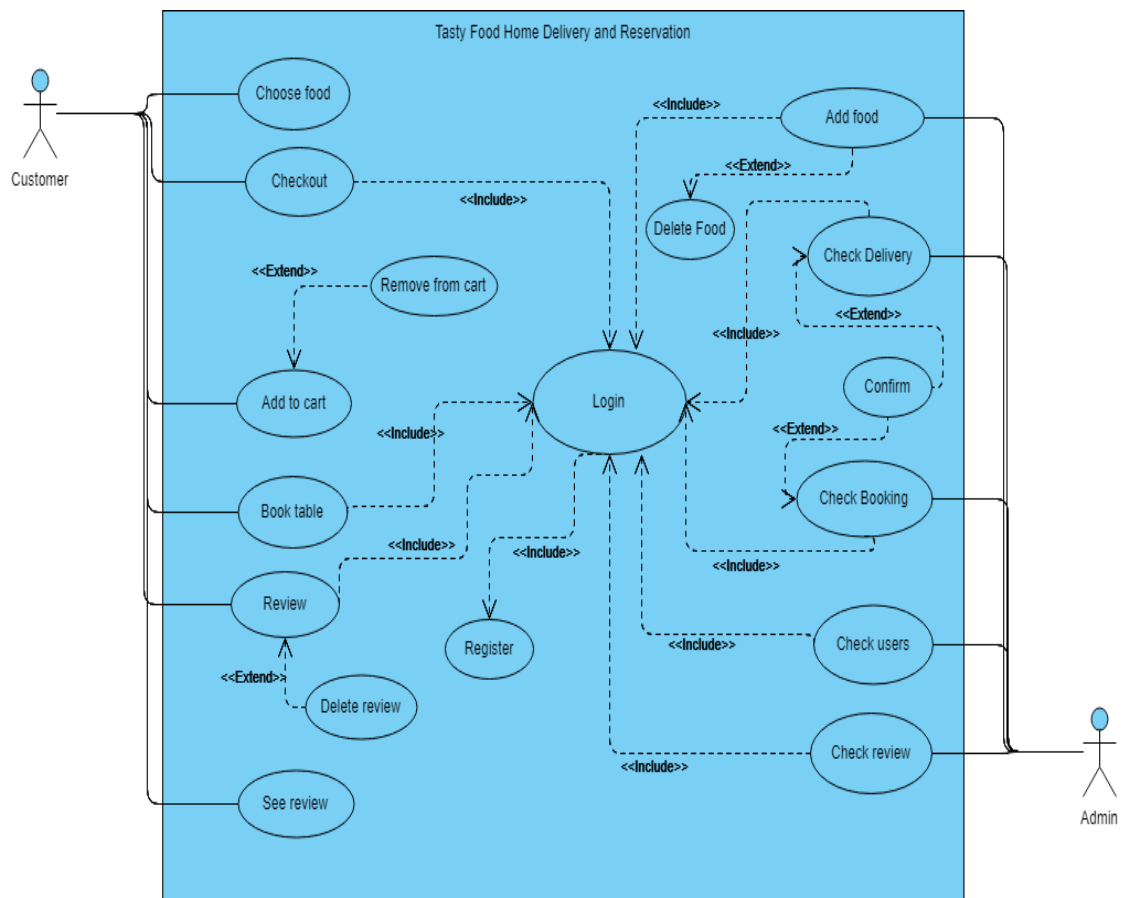 Tasty Food Home Delivery and Reservation
Choose food
<<Include>>
Add food
Customer
Checkout
<<Extend>>
<<Include>>
Delete Food
Check Delivery
<<Extend>>
Remove from cart
<<Extend>>
<<Include>>
Confirm
Add to cart
Login
<<Include>>
<<Extend>>
Book table
Check Booking
<<Include>>
<<Include>>
<<Include>>
Review
Register
<<Include>>
Check users
<<Extend>>
Delete review
Check review
<<Include>>
See review
Admin